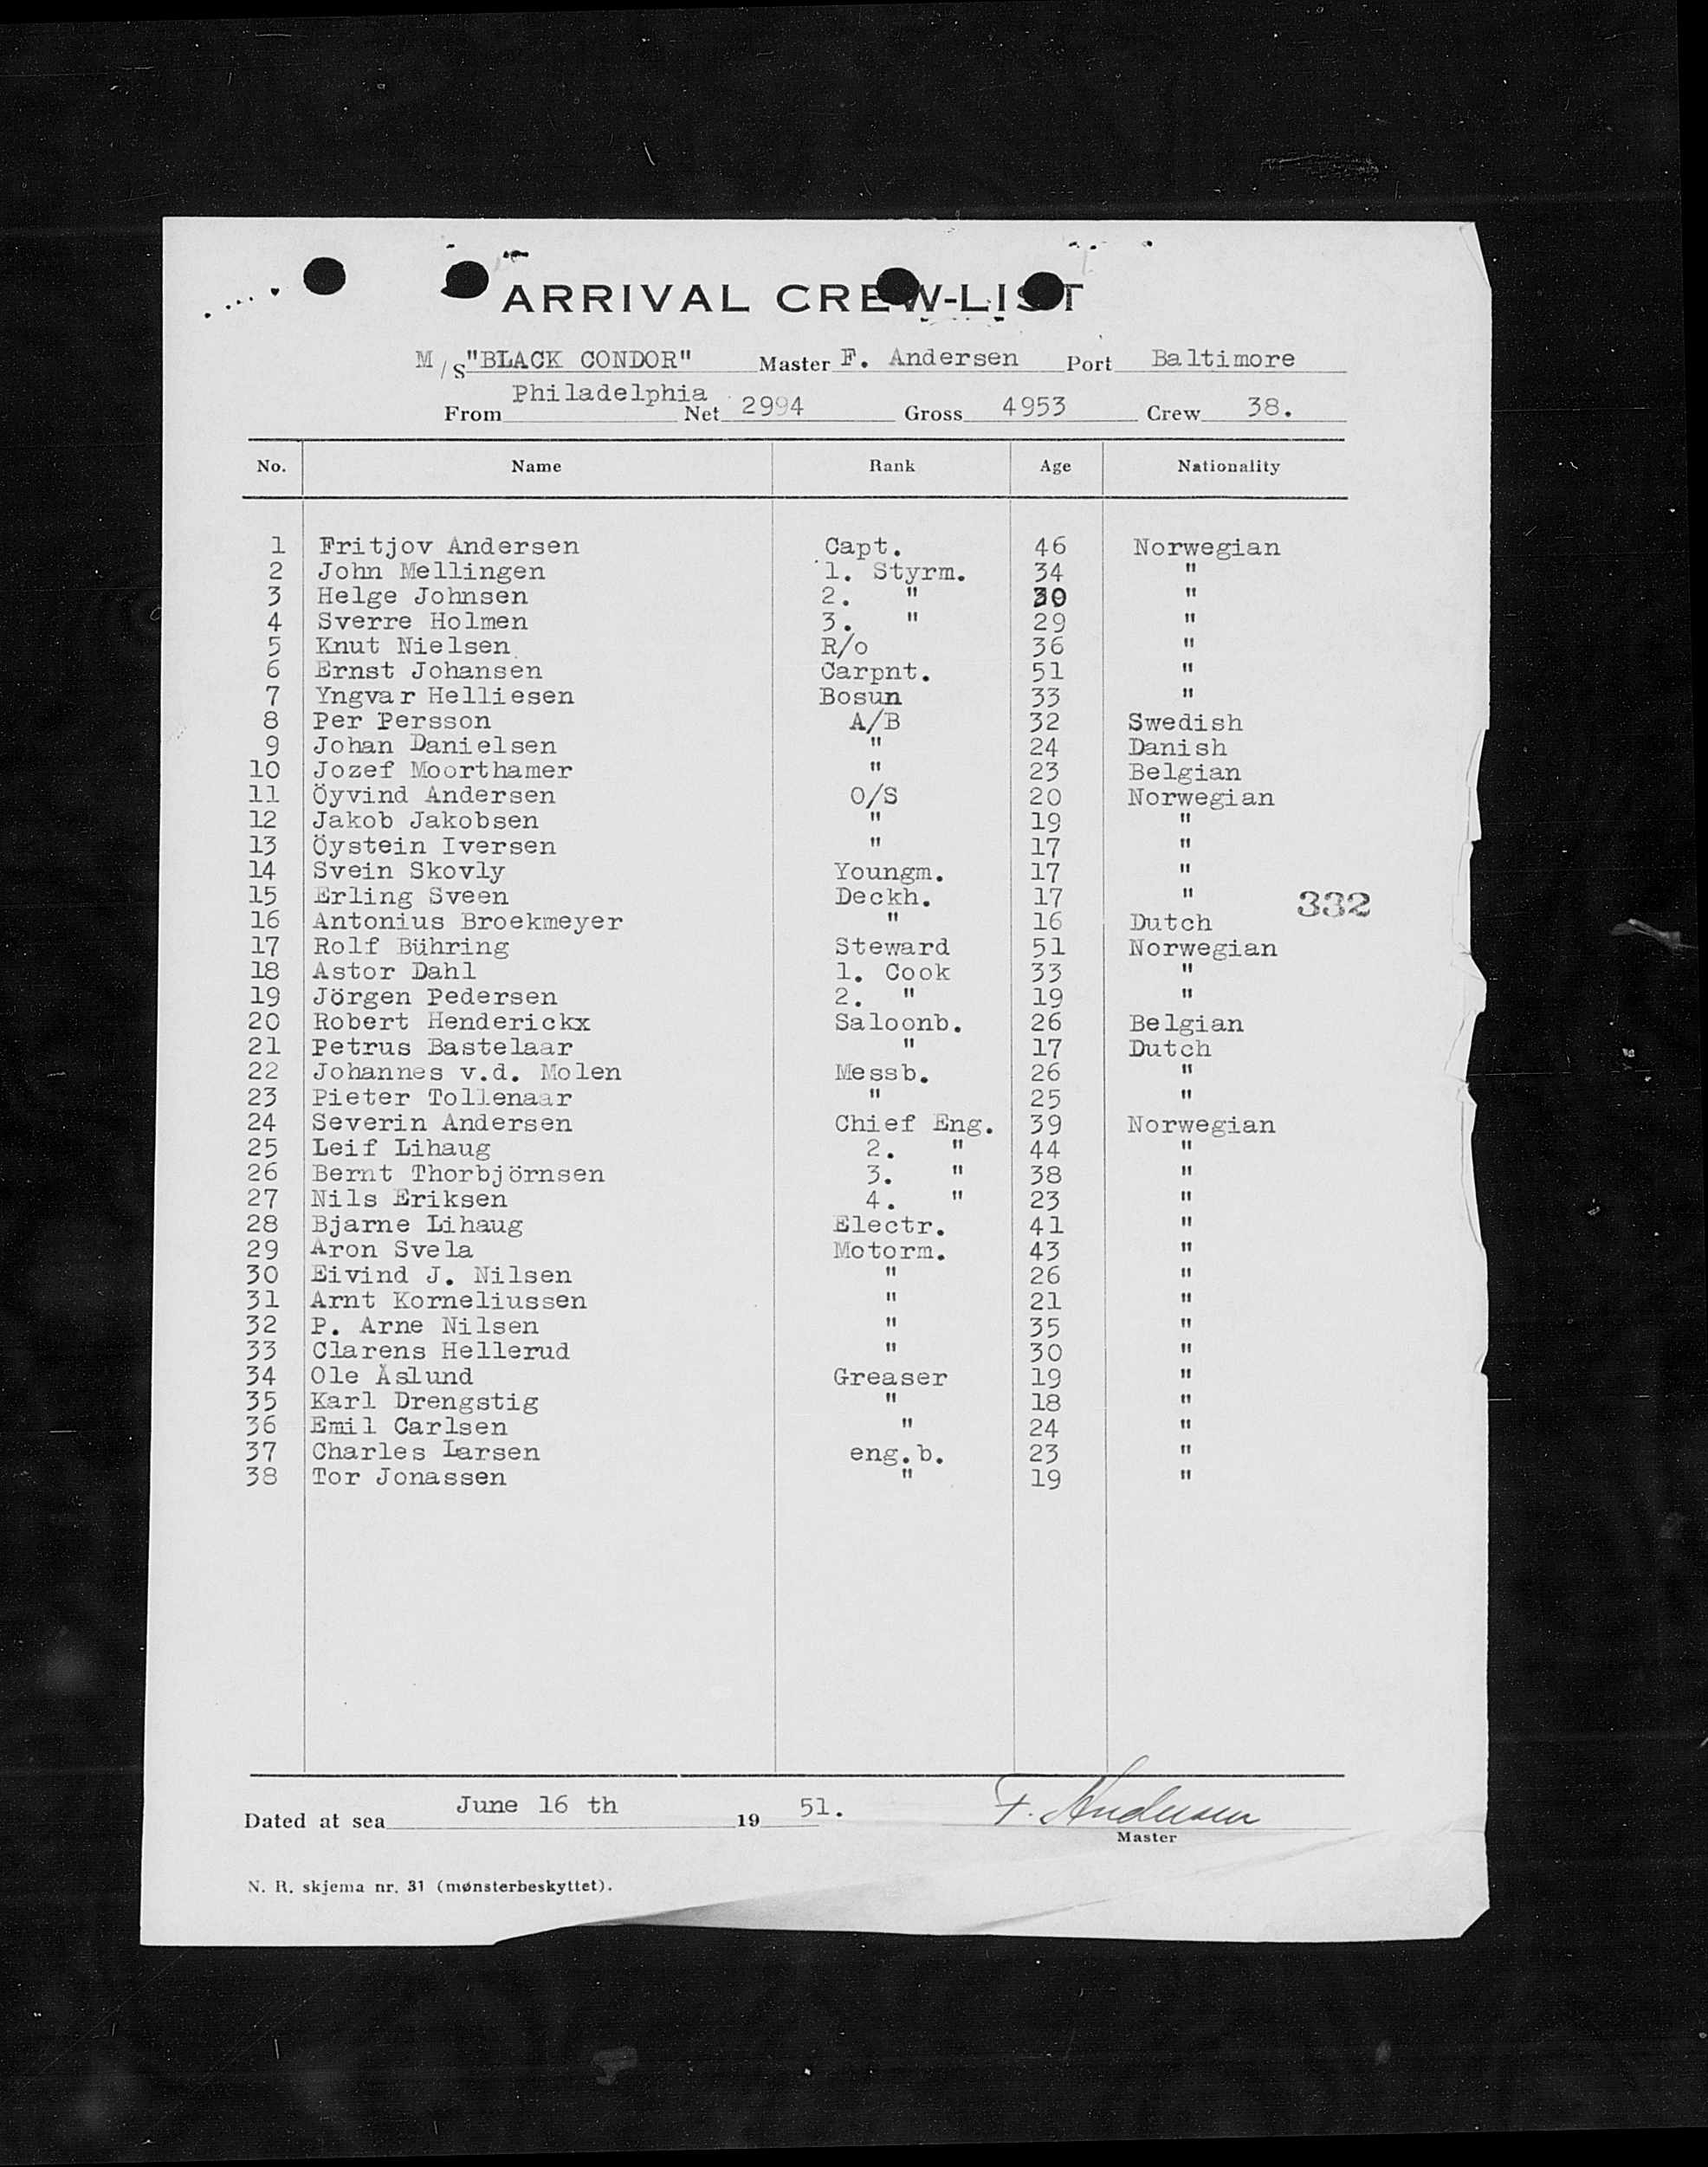 ARRIVAL CREW-LIST
M/S "BLACK CONDOR" Master F. Andersen Port Baltimore
From Philadelphia Net 2994 Gross 4953 Crew 38.
No. Name Rank Age Nationality
1 Fritjov Andersen Capt. 46 Norwegian
2 John Mellingen 1. Styrm. 34 "
3 Helge Johnsen 2. " 30 "
4 Sverre Holmen 3. " 29 "
5 Knut Nielsen R/o 36 "
6 Ernst Johansen Carpnt. 51 "
7 Yngvar Helliesen Bosun 33 "
8 Per Persson A/B 32 Swedish
9 Johan Danielsen " 24 Danish
10 Jozef Moorthamer " 23 Belgian
11 Öyvind Andersen O/S 20 Norwegian
12 Jakob Jakobsen " 19 "
13 Öystein Iversen " 17 "
14 Svein Skovly Youngm. 17 "
15 Erling Sveen Deckh. 17 "
332
16 Antonius Broekmeyer " 16 Dutch
17 Rolf Bühring Steward 51 Norwegian
18 Astor Dahl 1. Cook 33 "
19 Jörgen Pedersen 2. " 19 "
20 Robert Henderickx Saloonb. 26 Belgian
21 Petrus Bastelaar " 17 Dutch
22 Johannes v.d. Molen Messb. 26 "
23 Pieter Tollenaar " 25 "
24 Severin Andersen Chief Eng. 39 Norwegian
25 Leif Lihaug 2. " 44 "
26 Bernt Thorbjörnsen 3. " 38 "
27 Nils Eriksen 4. " 23 "
28 Bjarne Lihaug Electr. 41 "
29 Aron Svela Motorm. 43 "
30 Eivind J. Nilsen " 26 "
31 Arnt Korneliussen " 21 "
32 P. Arne Nilsen " 35 "
33 Clarens Hellerud " 30 "
34 Ole Åslund Greaser 19 "
35 Karl Drengstig " 18 "
36 Emil Carlsen " 24 "
37 Charles Larsen eng.b. 23 "
38 Tor Jonassen " 19 "
Dated at sea June 16 th 19 51. F. Andersen
Master
N. R. skjema nr. 31 (mønsterbeskyttet).